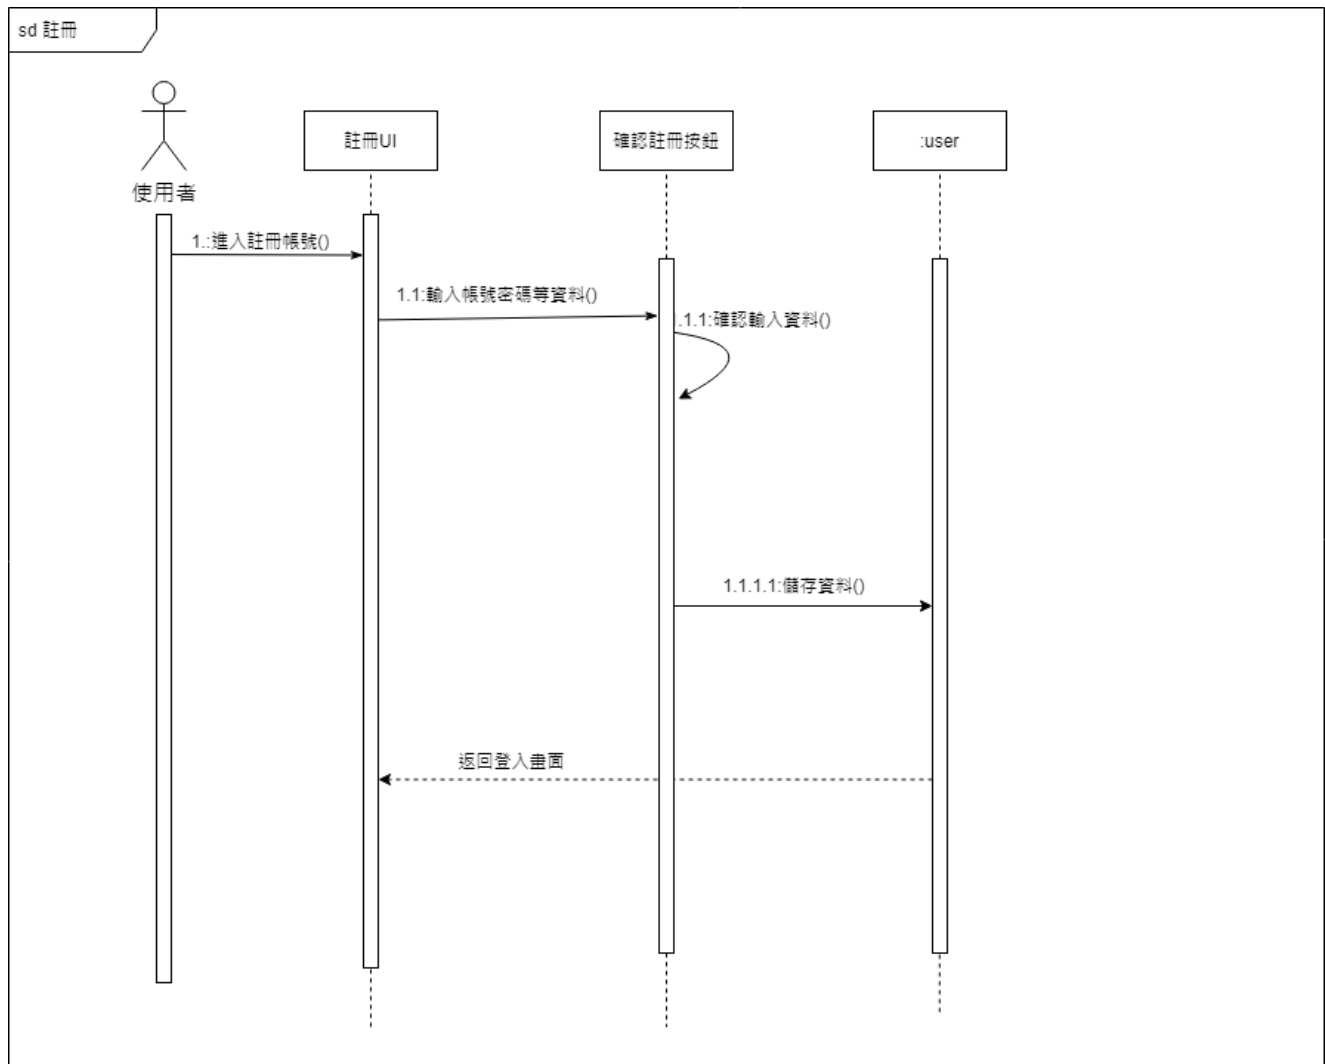 sd 註冊
使用者
註冊UI
確認註冊按鈕
:user
1.:進入註冊帳號()
1.1:輸入帳號密碼等資料()
.1.1:確認輸入資料()
1.1.1.1:儲存資料()
返回登入畫面